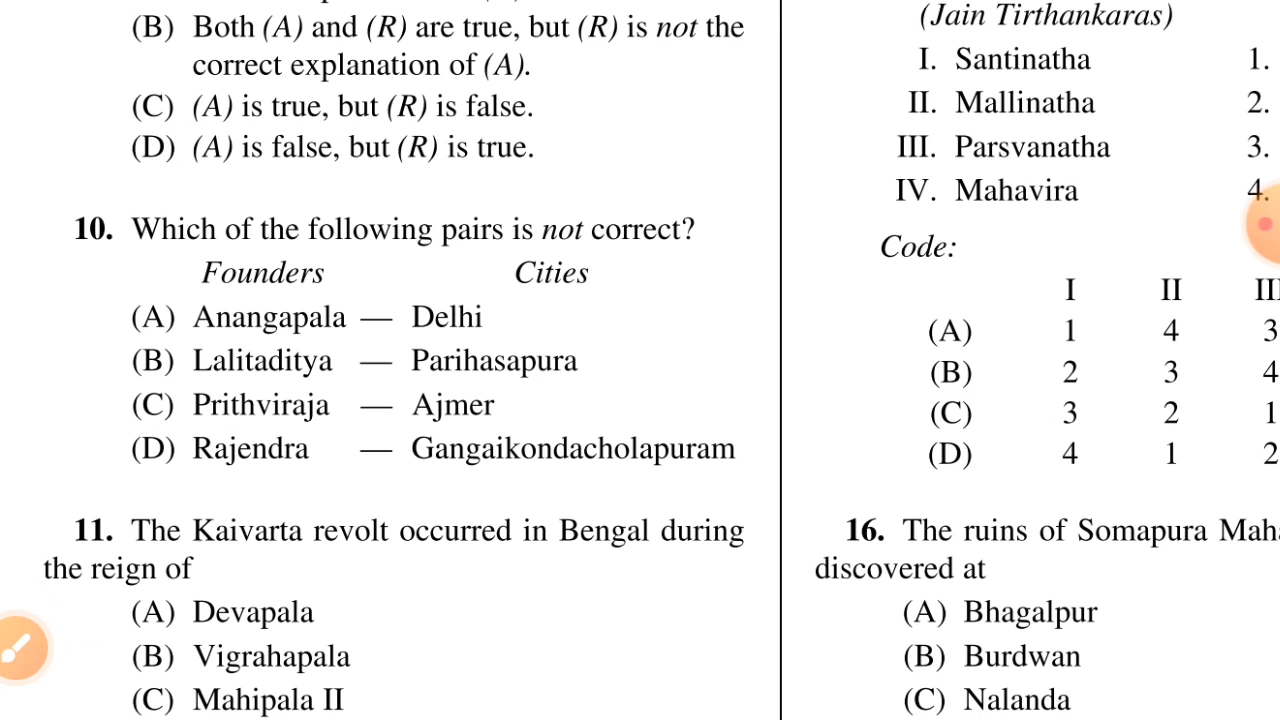 (B) Both (A) and (R) are true, but (R) is not the
correct explanation of (A).
(C) (A) is true, but (R) is false.
(D) (A) is false, but (R) is true.
10. Which of the following pairs is not correct?
Founders Cities
(A) Anangapala — Delhi
(B) Lalitaditya — Parihasapura
(C) Prithviraja — Ajmer
(D) Rajendra — Gangaikondacholapuram
11. The Kaivarta revolt occurred in Bengal during
the reign of
(A) Devapala
(B) Vigrahapala
(C) Mahipala II
(Jain Tirthankaras)
I. Santinatha 1.
II. Mallinatha 2.
III. Parsvanatha 3.
IV. Mahavira 4.
Code:
I II III
(A) 1 4 3
(B) 2 3 4
(C) 3 2 1
(D) 4 1 2
16. The ruins of Somapura Mah
discovered at
(A) Bhagalpur
(B) Burdwan
(C) Nalanda